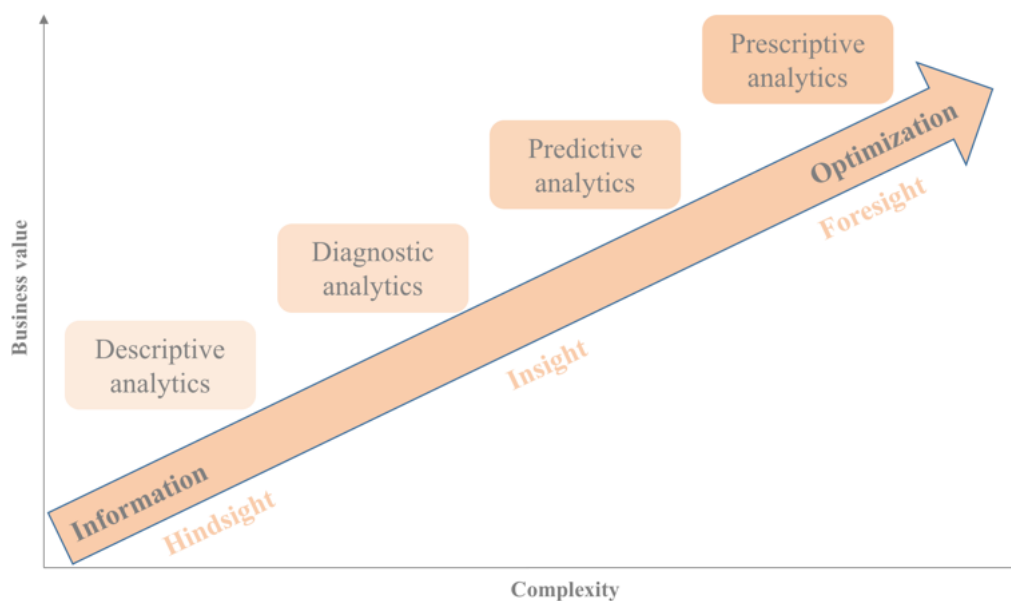 Prescriptive
analytics
Predictive
analytics
Optimization
Foresight
Diagnostic
analytics
Business value
Descriptive
analytics
Insight
Information
Hindsight
Complexity